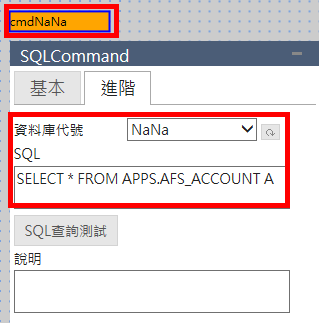 cmdNaNa
SQLCommand
基本
進階
資料庫代號
NaNa
SQL
SELECT * FROM APPS.AFS_ACCOUNT A
SQL查詢測試
說明